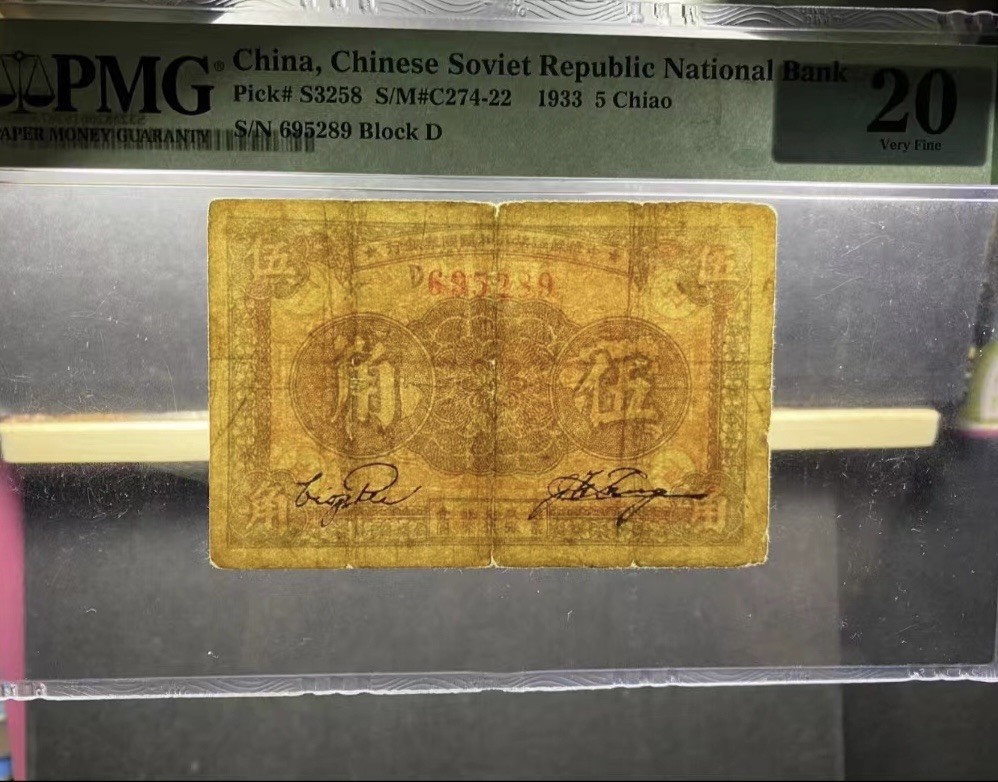 PMG®
China, Chinese Soviet Republic National Bank
Pick# S3258 S/M#C274-22 1933 5 Chiao
PAPER MONEY GUARANTY
S/N 695289 Block D
20
Very Fine
伍 伍
D695289
角 伍
角 角